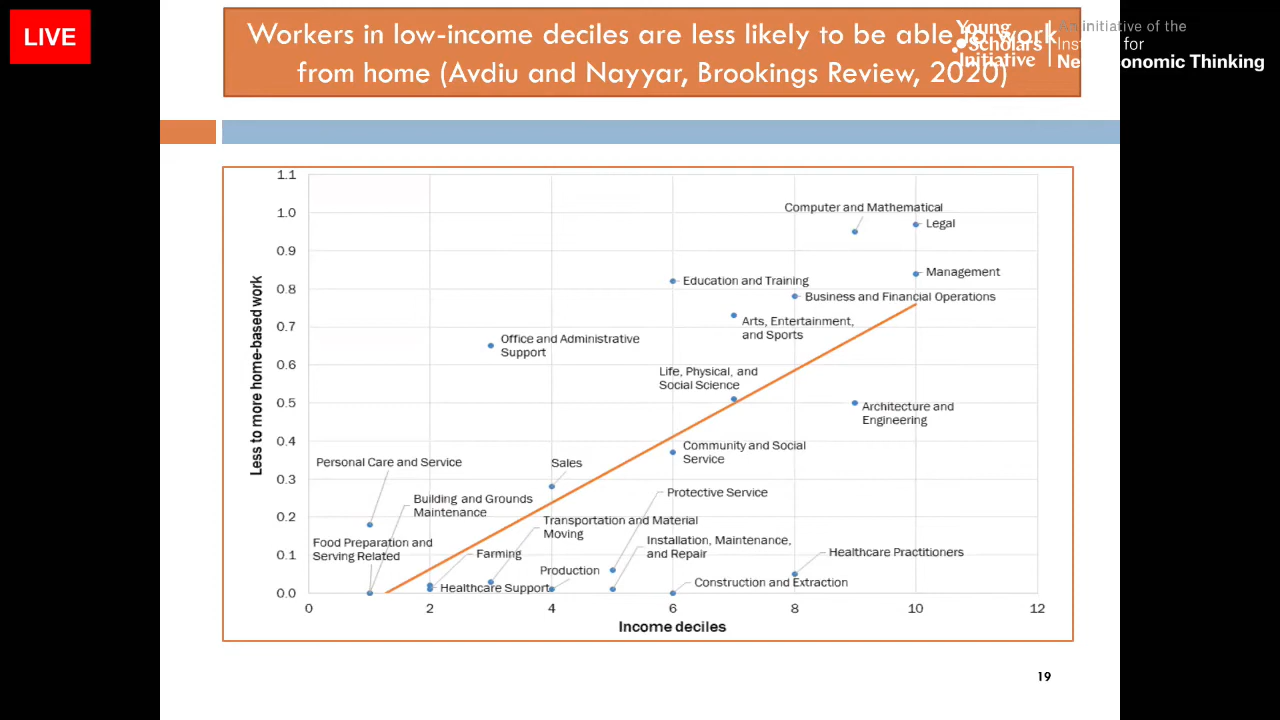 LIVE
Workers in low-income deciles are less likely to be able to work
from home (Avdiu and Nayyar, Brookings Review, 2020)
Young
Scholars
Initiative
An initiative of the
for
Economic Thinking
1.1
1.0
0.9
0.8
0.7
0.6
0.5
0.4
0.3
0.2
0.1
0.0
Less to more home-based work
Computer and Mathematical
Legal
Management
Education and Training
Business and Financial Operations
Arts, Entertainment,
and Sports
Office and Administrative
Support
Life, Physical, and
Social Science
Architecture and
Engineering
Community and Social
Service
Personal Care and Service
Sales
Protective Service
Building and Grounds
Maintenance
Transportation and Material
Moving
Food Preparation and
Serving Related
Installation, Maintenance,
and Repair
Farming
Healthcare Practitioners
Production
Healthcare Support
Construction and Extraction
0
2
4
6
8
10
12
Income deciles
19